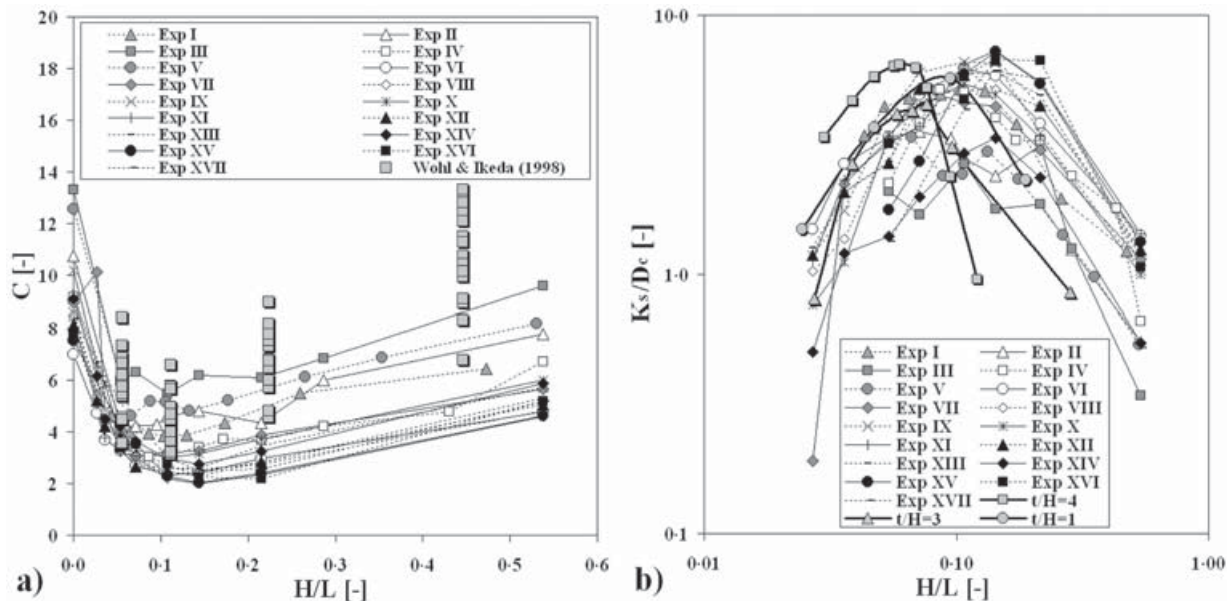 20
18
16
14
12
10
8
6
4
2
0
C [-]
Exp I
Exp II
Exp III
Exp IV
Exp V
Exp VI
Exp VII
Exp VIII
Exp IX
Exp X
Exp XI
Exp XII
Exp XIII
Exp XIV
Exp XV
Exp XVI
Exp XVII
Wohl & Ikeda (1998)
0·0
0·1
0·2
0·3
0·4
0·5
0·6
a)
H/L [-]
10·0
1·0
0·1
Ks/Dc [-]
Exp I
Exp II
Exp III
Exp IV
Exp V
Exp VI
Exp VII
Exp VIII
Exp IX
Exp X
Exp XI
Exp XII
Exp XIII
Exp XIV
Exp XV
Exp XVI
Exp XVII
t/H=4
t/H=3
t/H=1
0·01
0·10
1·00
b)
H/L [-]